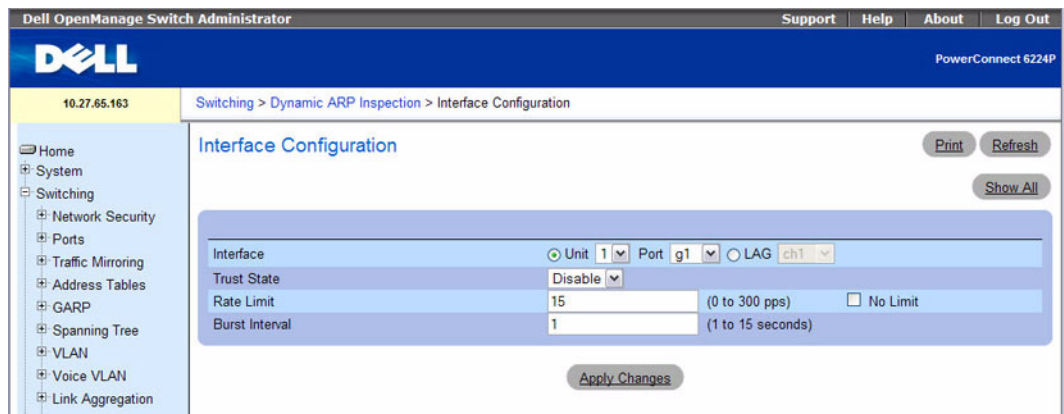 Dell OpenManage Switch Administrator Support Help About Log Out
DELL
PowerConnect 6224P
10.27.65.163
Switching > Dynamic ARP Inspection > Interface Configuration
Home
System
Switching
Network Security
Ports
Traffic Mirroring
Address Tables
GARP
Spanning Tree
VLAN
Voice VLAN
Link Aggregation
Interface Configuration
Print Refresh
Show All
Interface Unit 1 Port g1 LAG ch1
Trust State Disable
Rate Limit 15 (0 to 300 pps) No Limit
Burst Interval 1 (1 to 15 seconds)
Apply Changes